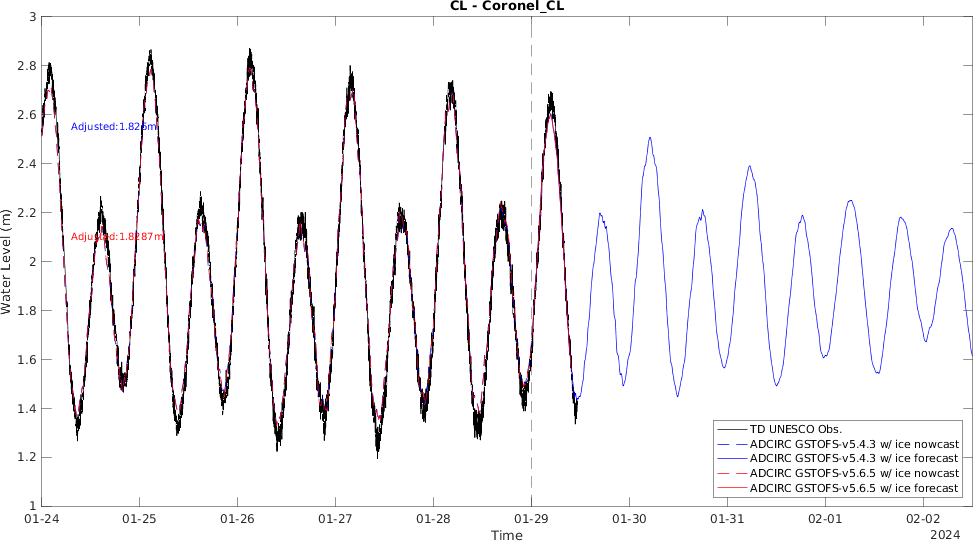 CL - Coronel_CL
3
2.8
2.6
2.4
2.2
2
1.8
1.6
1.4
1.2
1
Water Level (m)
Adjusted:1.826m
Adjusted:1.8287m
TD UNESCO Obs.
ADCIRC GSTOFS-v5.4.3 w/ ice nowcast
ADCIRC GSTOFS-v5.4.3 w/ ice forecast
ADCIRC GSTOFS-v5.6.5 w/ ice nowcast
ADCIRC GSTOFS-v5.6.5 w/ ice forecast
01-24 01-25 01-26 01-27 01-28 01-29 01-30 01-31 02-01 02-02
Time
2024